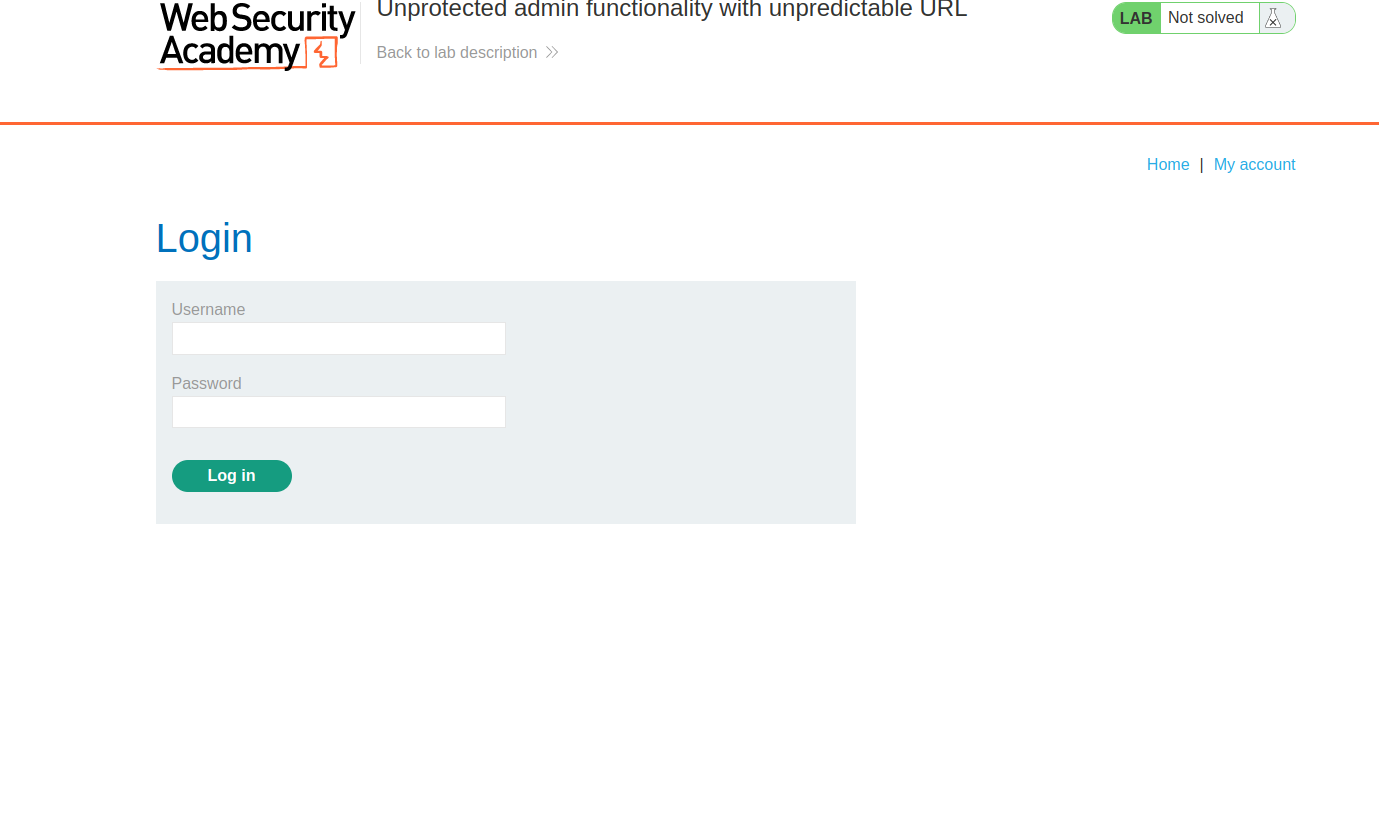 Web Security
Academy
Unprotected admin functionality with unpredictable URL
Back to lab description
LAB Not solved
Home | My account
Login
Username
Password
Log in